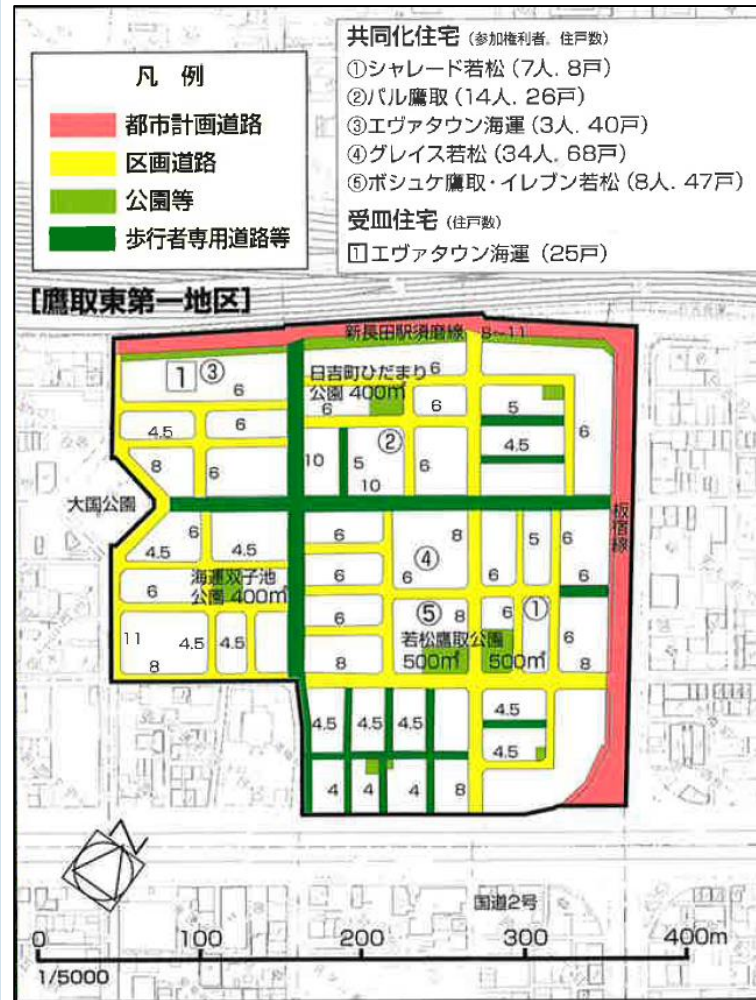 凡 例
都市計画道路
区画道路
公園等
歩行者専用道路等
共同化住宅 (参加権利者、住戸数)
①シャレード若松 (7人. 8戸)
②パル鷹取 (14人. 26戸)
③エヴァタウン海運 (3人. 40戸)
④グレイス若松 (34人. 68戸)
⑤ボシュケ鷹取・イレブン若松 (8人. 47戸)
受皿住宅 (住戸数)
1エヴァタウン海運 (25戸)
[鷹取東第一地区]
新長田駅須磨線 8〜11
1 ③
6
日吉町ひだまり 6
公園 400㎡
6 6 5
4.5 6 ② 4.5 6
8 6 10 5 6
10
大国公園
板宿線
6 6 8 5 6
4.5 4.5 ④
6 海運双子池 6 6 6 6
公園 400㎡
6 ⑤ 8 6 ①
11 4.5 4.5 若松鷹取公園 6
8 8 500㎡ 500㎡ 8
4.5 4.5 4.5 4.5
4.5
4 4 4 8
国道2号
0 100 200 300 400m
1/5000